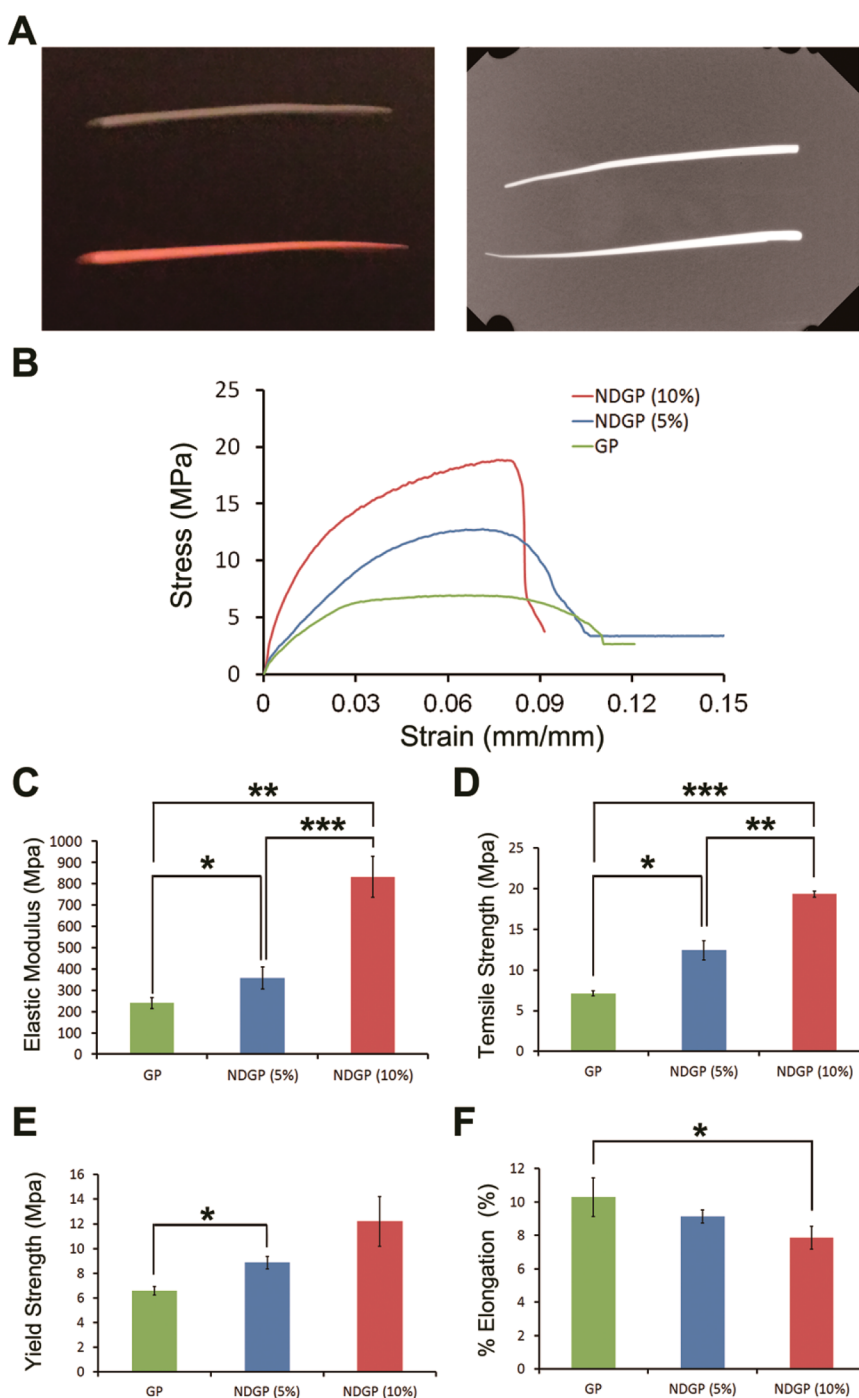 A
B
Stress (MPa)
25
20
15
10
5
0
NDGP (10%)
NDGP (5%)
GP
0 0.03 0.06 0.09 0.12 0.15
Strain (mm/mm)
C
Elastic Modulus (Mpa)
1000
900
800
700
600
500
400
300
200
100
0
**
***
*
GP NDGP (5%) NDGP (10%)
D
Temsile Strength (Mpa)
25
20
15
10
5
0
***
**
*
GP NDGP (5%) NDGP (10%)
E
Yield Strength (Mpa)
16
14
12
10
8
6
4
2
0
*
GP NDGP (5%) NDGP (10%)
F
% Elongation (%)
12
10
8
6
4
2
0
*
GP NDGP (5%) NDGP (10%)